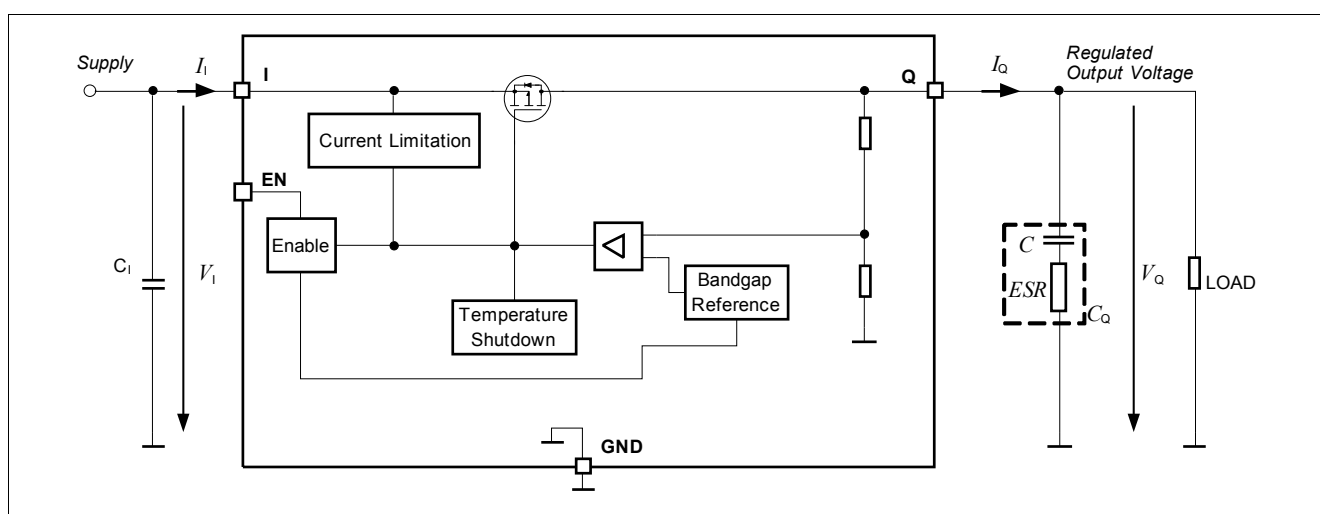 Supply
I_I
I
Q
I_Q
Regulated
Output Voltage
Current Limitation
EN
Enable
C_I
V_I
Bandgap
Reference
Temperature
Shutdown
C
ESR
C_Q
V_Q
LOAD
GND